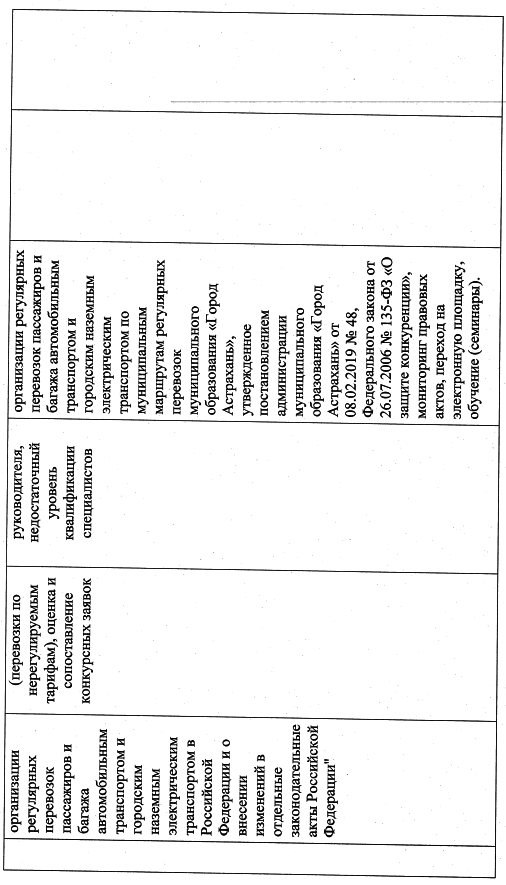 организации
регулярных
перевозок
пассажиров и
багажа
автомобильным
транспортом и
городским
наземным
электрическим
транспортом в
Российской
Федерации и о
внесении
изменений в
отдельные
законодательные
акты Российской
Федерации"
(перевозки по
нерегулируемым
тарифам), оценка и
сопоставление
конкурсных заявок
руководителя,
недостаточный
уровень
квалификации
специалистов
организации регулярных
перевозок пассажиров и
багажа автомобильным
транспортом и
городским наземным
электрическим
транспортом по
муниципальным
маршрутам регулярных
перевозок
муниципального
образования «Город
Астрахань»,
утвержденное
постановлением
администрации
муниципального
образования «Город
Астрахань» от
08.02.2019 № 48,
Федерального закона от
26.07.2006 № 135-ФЗ «О
защите конкуренции»,
мониторинг правовых
актов, переход на
электронную площадку,
обучение (семинары).